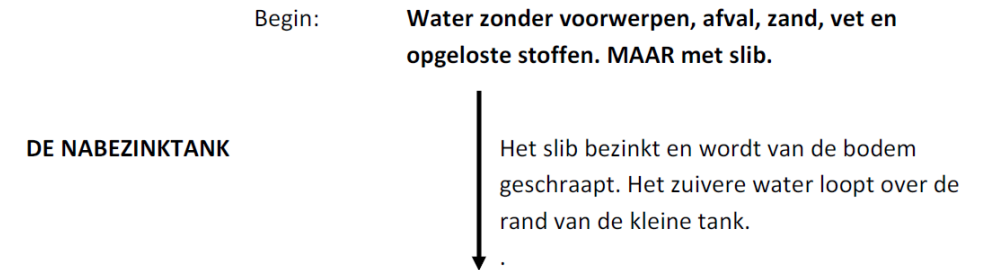 Begin: Water zonder voorwerpen, afval, zand, vet en
opgeloste stoffen. MAAR met slib.
DE NABEZINKTANK Het slib bezinkt en wordt van de bodem
geschraapt. Het zuivere water loopt over de
rand van de kleine tank.
.